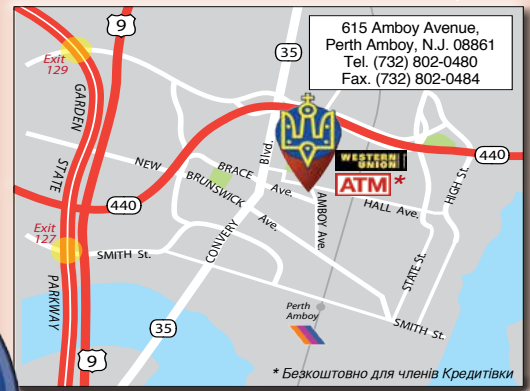 615 Amboy Avenue,
Perth Amboy, N.J. 08861
Tel. (732) 802-0480
Fax. (732) 802-0484
9
35
Exit
129
GARDEN
STATE
PARKWAY
WESTERN
UNION
ATM *
440
NEW
BRUNSWICK
Ave.
BRACE
Ave.
Blvd.
CONVERY
HALL Ave.
HIGH St.
AMBOY Ave.
440
Exit
127
SMITH St.
STATE St.
SMITH St.
Perth
Amboy
35
9
* Безкоштовно для членів Кредитівки